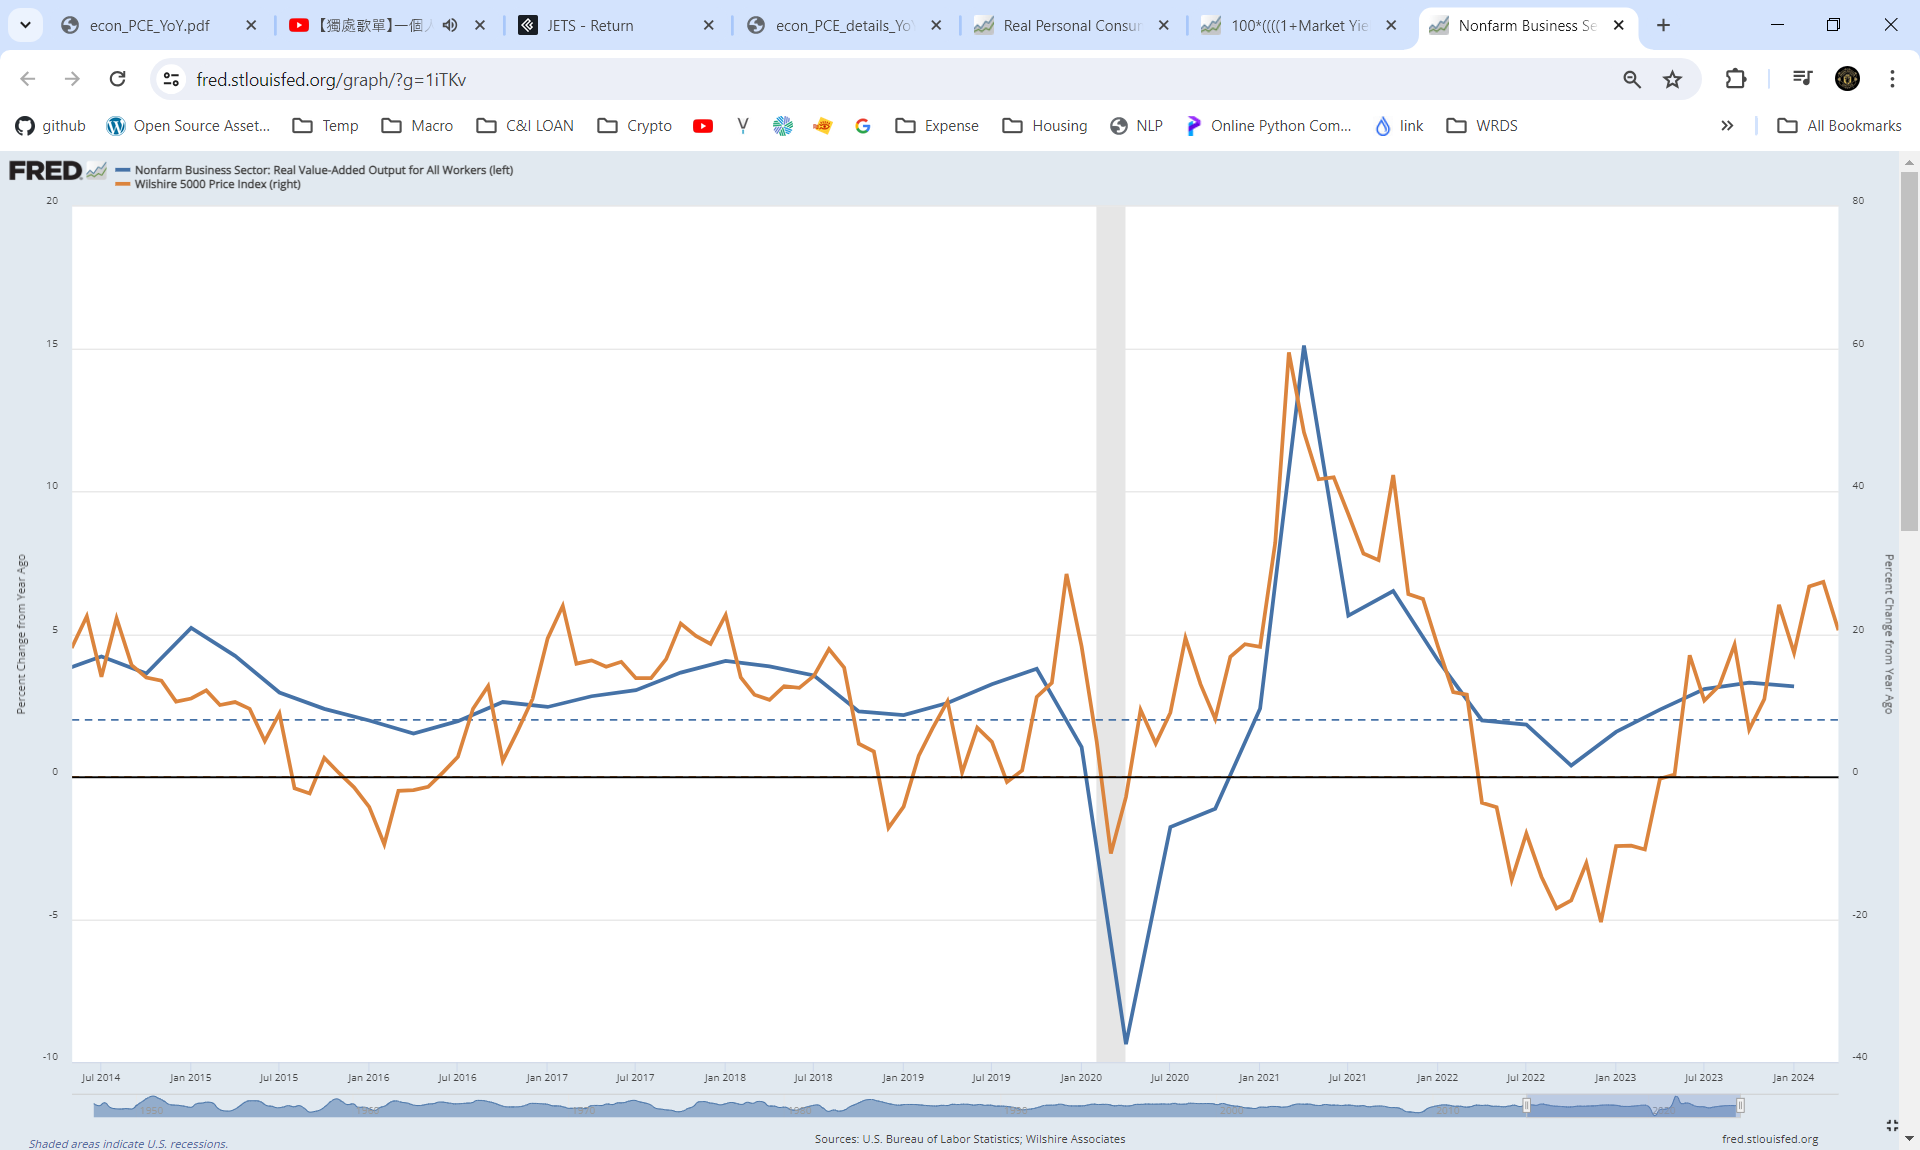 econ_PCE_YoY.pdf
【獨處歌單】一個
JETS - Return
econ_PCE_details_Yo
Real Personal Consu
100*((((1+Market Yie
Nonfarm Business Se
fred.stlouisfed.org/graph/?g=1iTKv
github
Open Source Asset...
Temp
Macro
C&I LOAN
Crypto
Expense
Housing
NLP
Online Python Com...
link
WRDS
All Bookmarks
FRED
Nonfarm Business Sector: Real Value-Added Output for All Workers (left)
Wilshire 5000 Price Index (right)
20
80
15
60
10
40
5
20
0
0
-5
-20
-10
-40
Percent Change from Year Ago
Percent Change from Year Ago
Jul 2014
Jan 2015
Jul 2015
Jan 2016
Jul 2016
Jan 2017
Jul 2017
Jan 2018
Jul 2018
Jan 2019
Jul 2019
Jan 2020
Jul 2020
Jan 2021
Jul 2021
Jan 2022
Jul 2022
Jan 2023
Jul 2023
Jan 2024
1950
2000
Shaded areas indicate U.S. recessions.
Sources: U.S. Bureau of Labor Statistics; Wilshire Associates
fred.stlouisfed.org